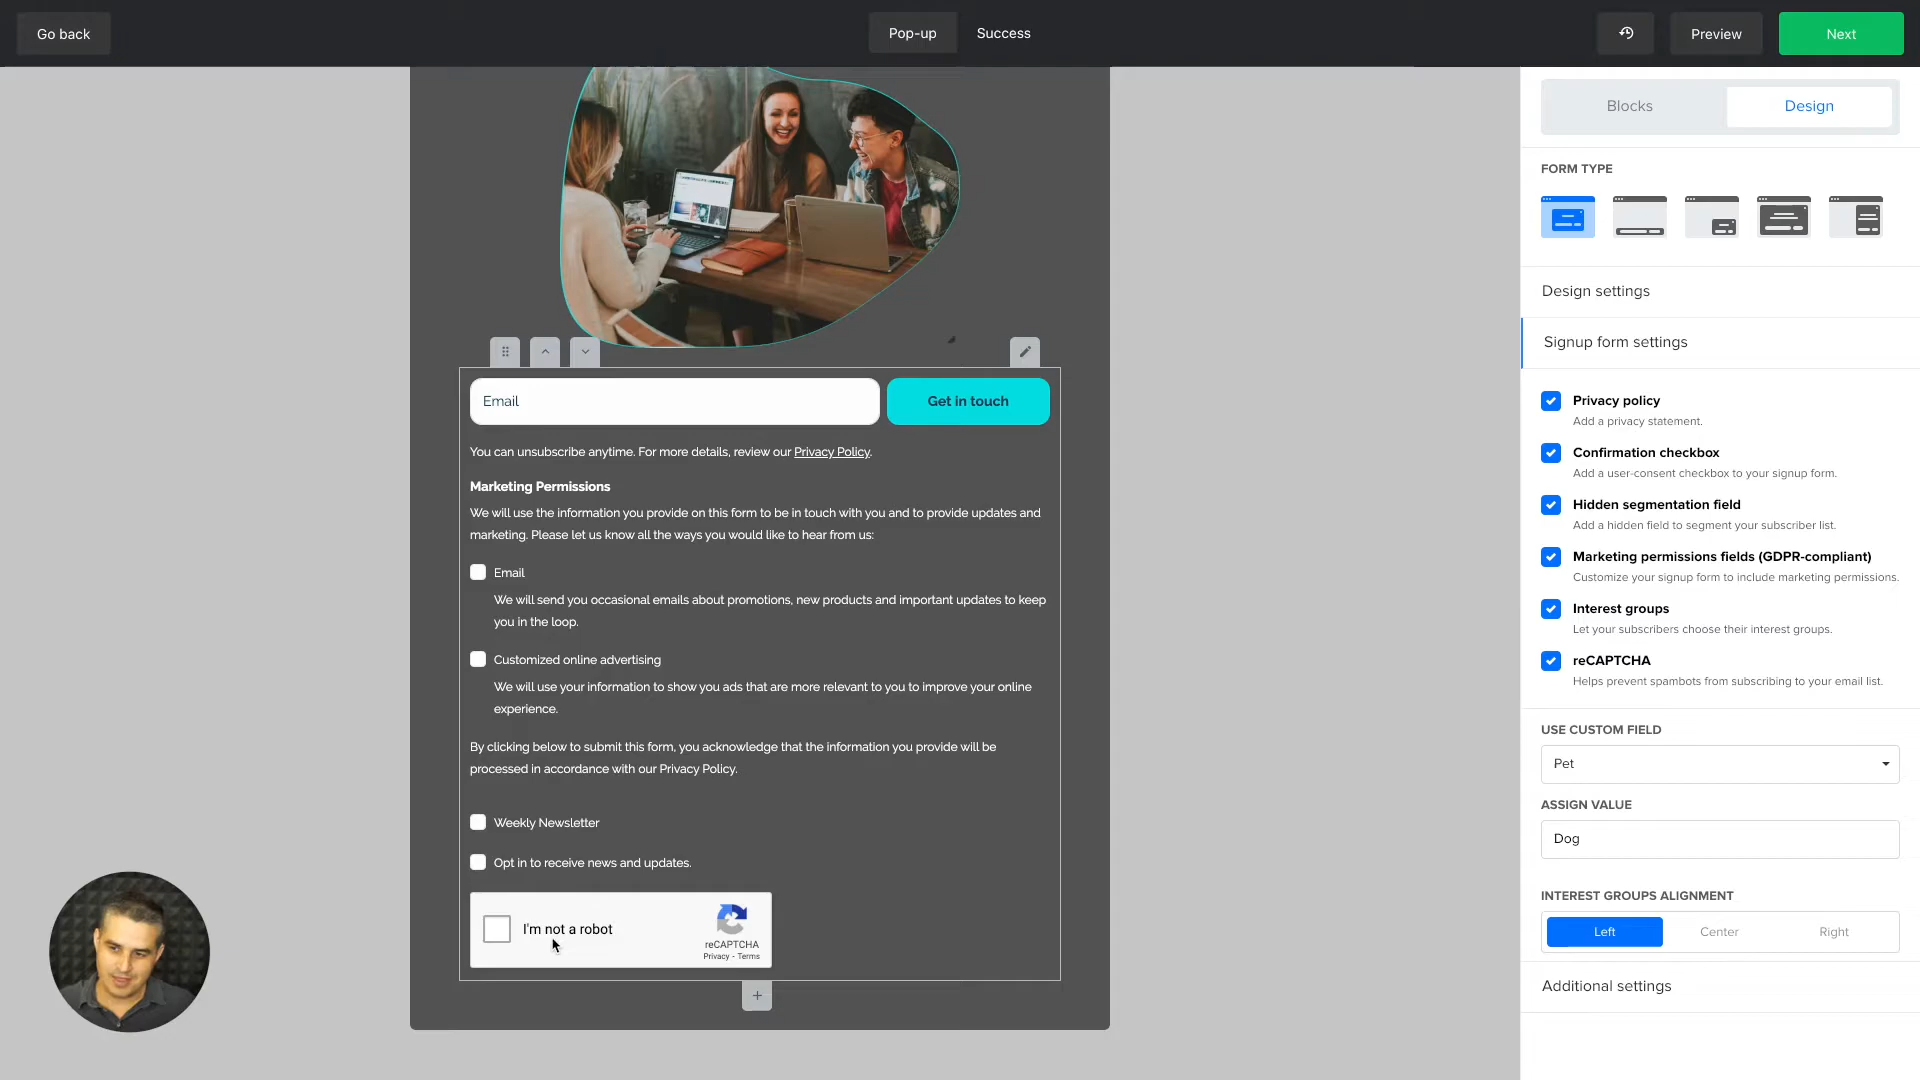 Go back
Pop-up
Success
Preview
Next
Blocks
Design
FORM TYPE
Design settings
Signup form settings
Privacy policy
Add a privacy statement.
Confirmation checkbox
Add a user-consent checkbox to your signup form.
Hidden segmentation field
Add a hidden field to segment your subscriber list.
Marketing permissions fields (GDPR-compliant)
Customize your signup form to include marketing permissions.
Interest groups
Let your subscribers choose their interest groups.
reCAPTCHA
Helps prevent spambots from subscribing to your email list.
USE CUSTOM FIELD
Pet
ASSIGN VALUE
Dog
INTEREST GROUPS ALIGNMENT
Left
Center
Right
Additional settings
Email
Get in touch
You can unsubscribe anytime. For more details, review our Privacy Policy.
Marketing Permissions
We will use the information you provide on this form to be in touch with you and to provide updates and
marketing. Please let us know all the ways you would like to hear from us:
Email
We will send you occasional emails about promotions, new products and important updates to keep
you in the loop.
Customized online advertising
We will use your information to show you ads that are more relevant to you to improve your online
experience.
By clicking below to submit this form, you acknowledge that the information you provide will be
processed in accordance with our Privacy Policy.
Weekly Newsletter
Opt in to receive news and updates.
I'm not a robot
reCAPTCHA
Privacy - Terms